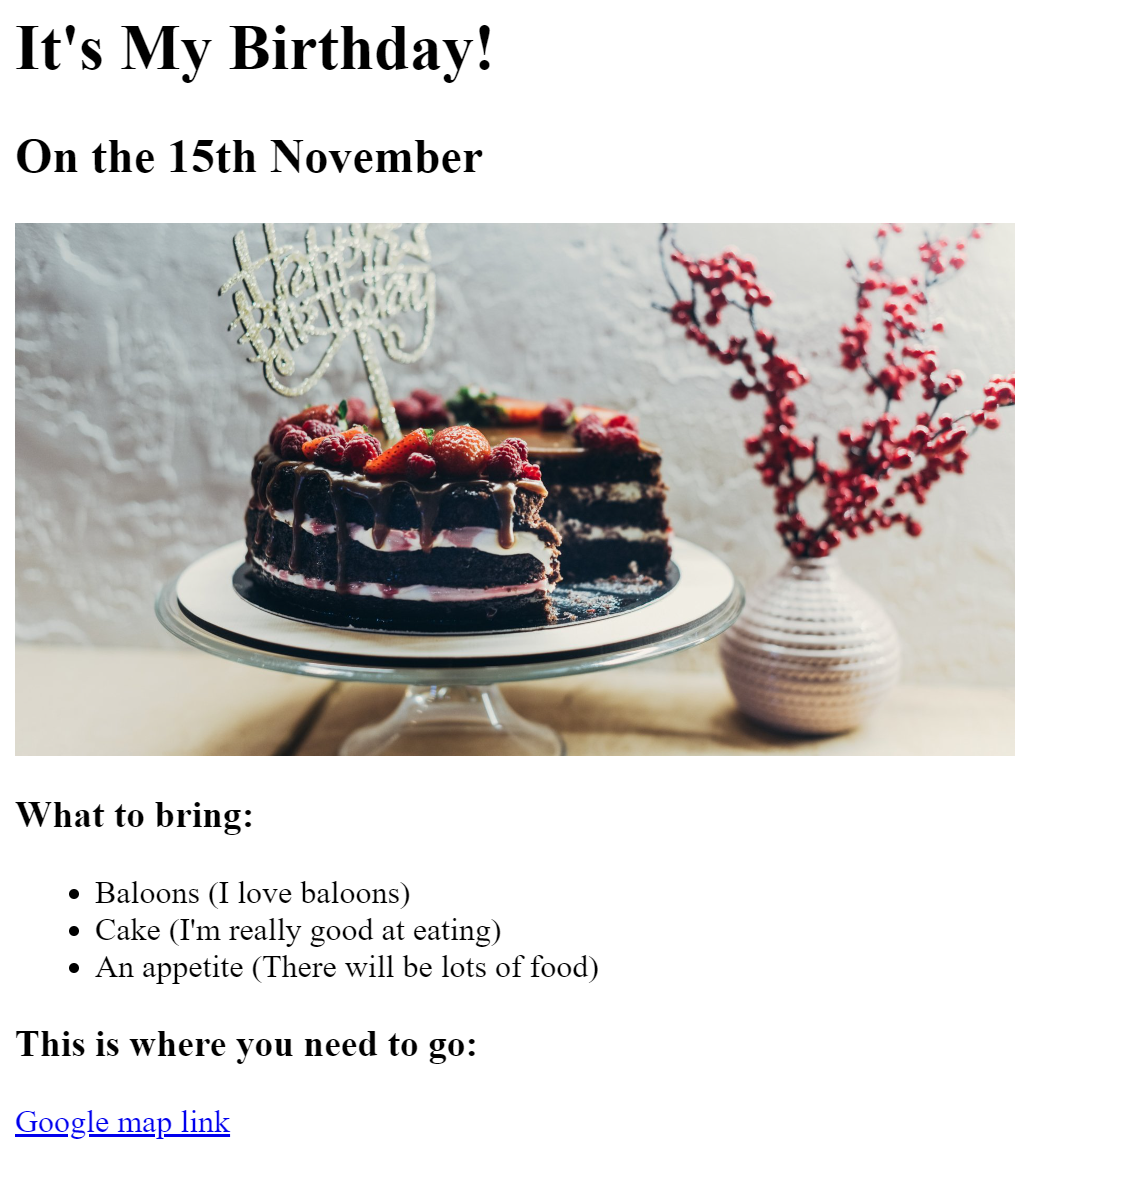 It's My Birthday!
On the 15th November
Happy
Birthday
What to bring:
Baloons (I love baloons)
Cake (I'm really good at eating)
An appetite (There will be lots of food)
This is where you need to go:
Google map link